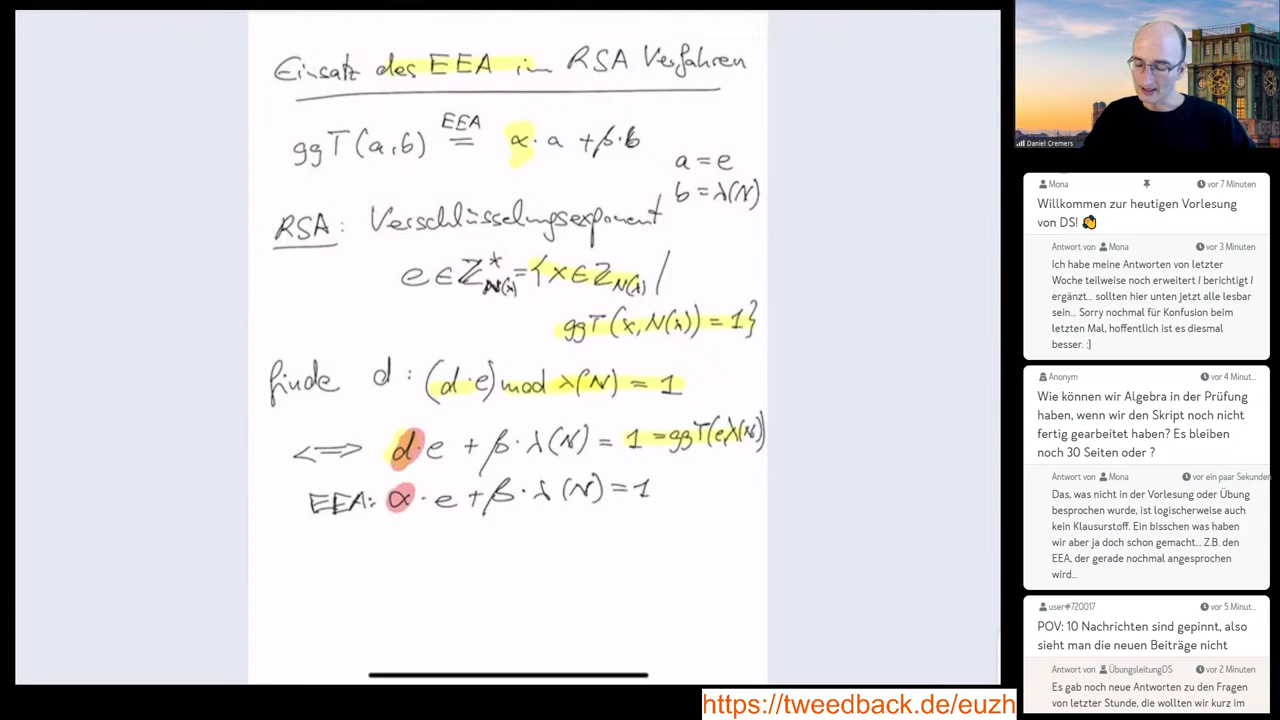 Einsatz des EEA im RSA Verfahren
ggT(a,b) EEA = α·a + β·b
a = e
b = λ(N)
RSA: Verschlüsselungsexponent
e ∈ ℤ*_N(λ) = {x ∈ ℤ_N(λ) |
ggT(x, N(λ)) = 1}
finde d: (d·e) mod λ(N) = 1
⟺ d·e + β·λ(N) = 1 = ggT(e,λ(N))
EEA: α·e + β·λ(N) = 1
Daniel Cremers
Mona vor 7 Minuten
Willkommen zur heutigen Vorlesung
von DS! 👏
Antwort von Mona vor 3 Minuten
Ich habe meine Antworten von letzter
Woche teilweise noch erweitert / berichtigt /
ergänzt... sollten hier unten jetzt alle lesbar
sein... Sorry nochmal für Konfusion beim
letzten Mal, hoffentlich ist es diesmal
besser. :]
Anonym vor 4 Minut...
Wie können wir Algebra in der Prüfung
haben, wenn wir den Skript noch nicht
fertig gearbeitet haben? Es bleiben
noch 30 Seiten oder ?
Antwort von Mona vor ein paar Sekunden
Das, was nicht in der Vorlesung oder Übung
besprochen wurde, ist logischerweise auch
kein Klausurstoff. Ein bisschen was haben
wir aber ja doch schon gemacht... Z.B. den
EEA, der gerade nochmal angesprochen
wird...
user#720017 vor 5 Minut...
POV: 10 Nachrichten sind gepinnt, also
sieht man die neuen Beiträge nicht
Antwort von ÜbungsleitungDS vor 2 Minuten
Es gab noch neue Antworten zu den Fragen
von letzter Stunde, die wollten wir kurz im
https://tweedback.de/euzh